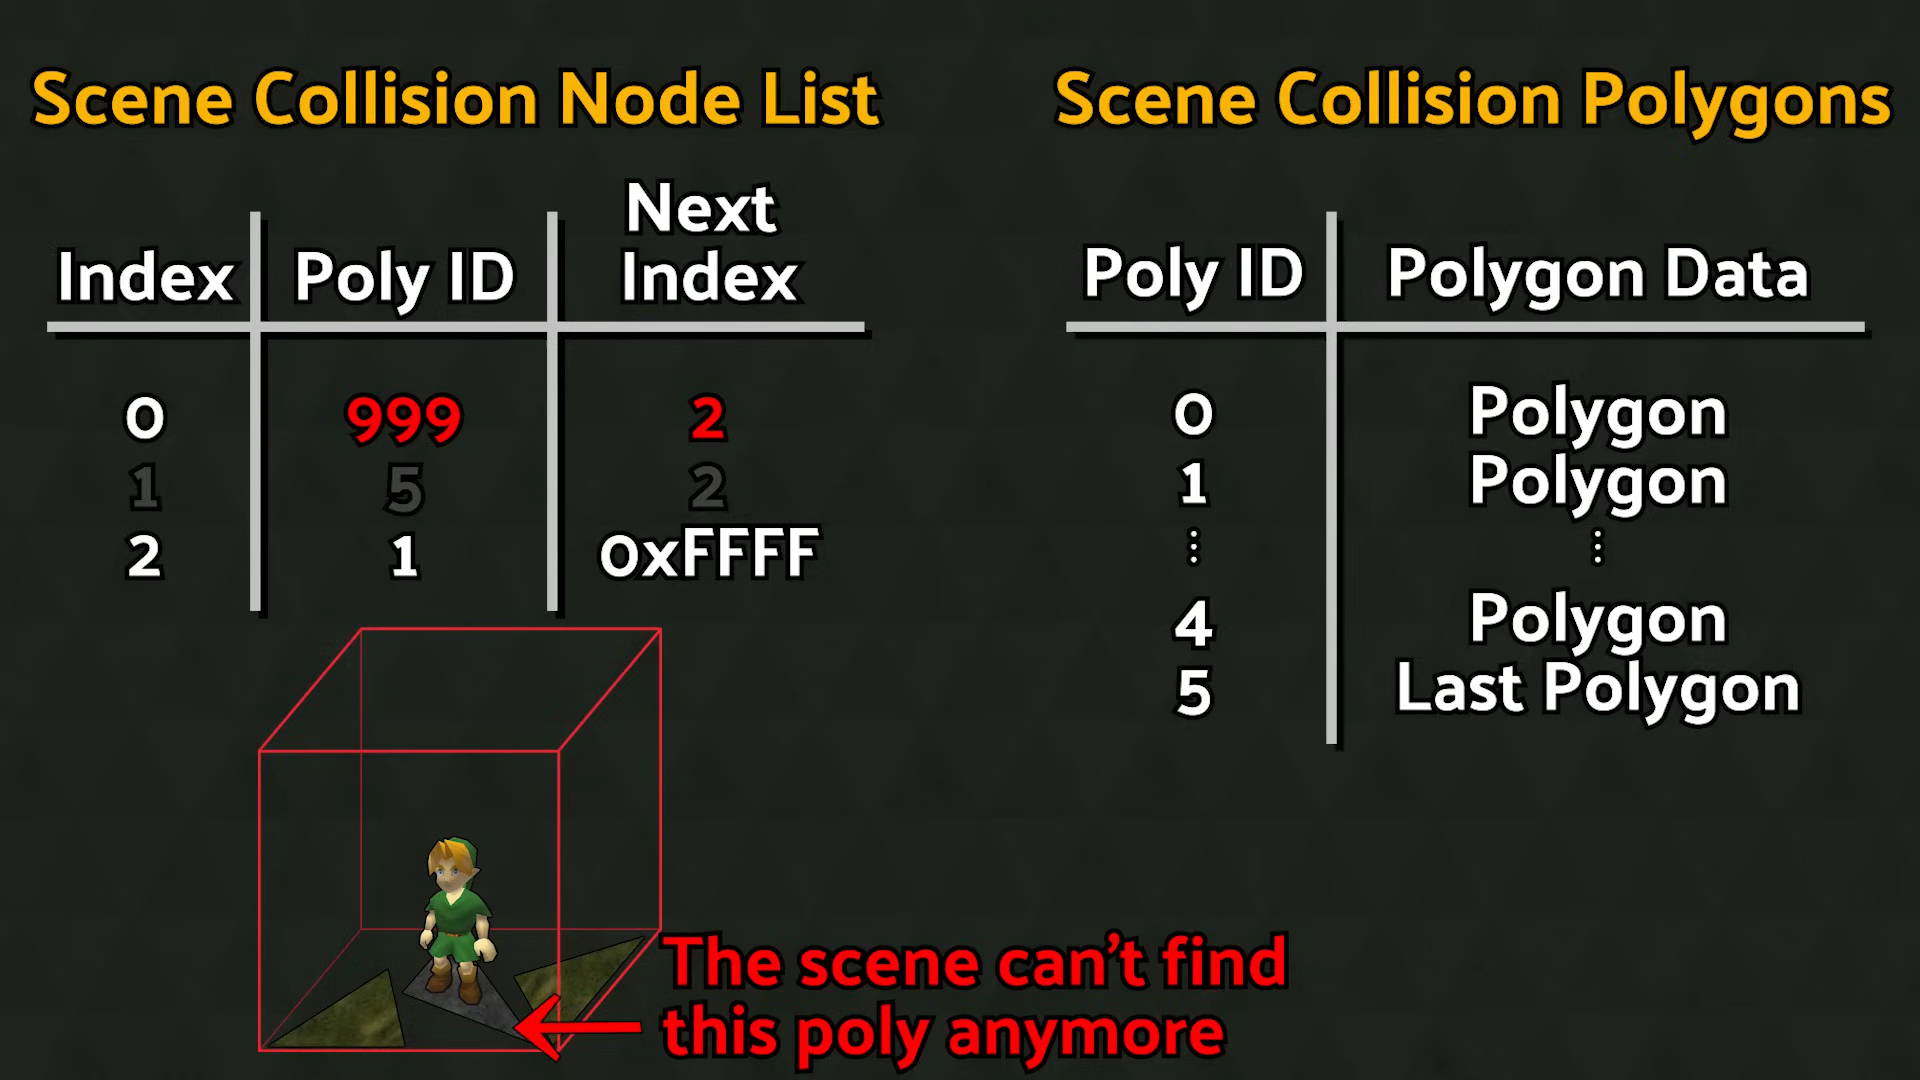 Scene Collision Node List
Index Poly ID Next Index
0 999 2
1 5 2
2 1 0xFFFF
Scene Collision Polygons
Poly ID Polygon Data
0 Polygon
1 Polygon
⋮ ⋮
4 Polygon
5 Last Polygon
The scene can't find
this poly anymore